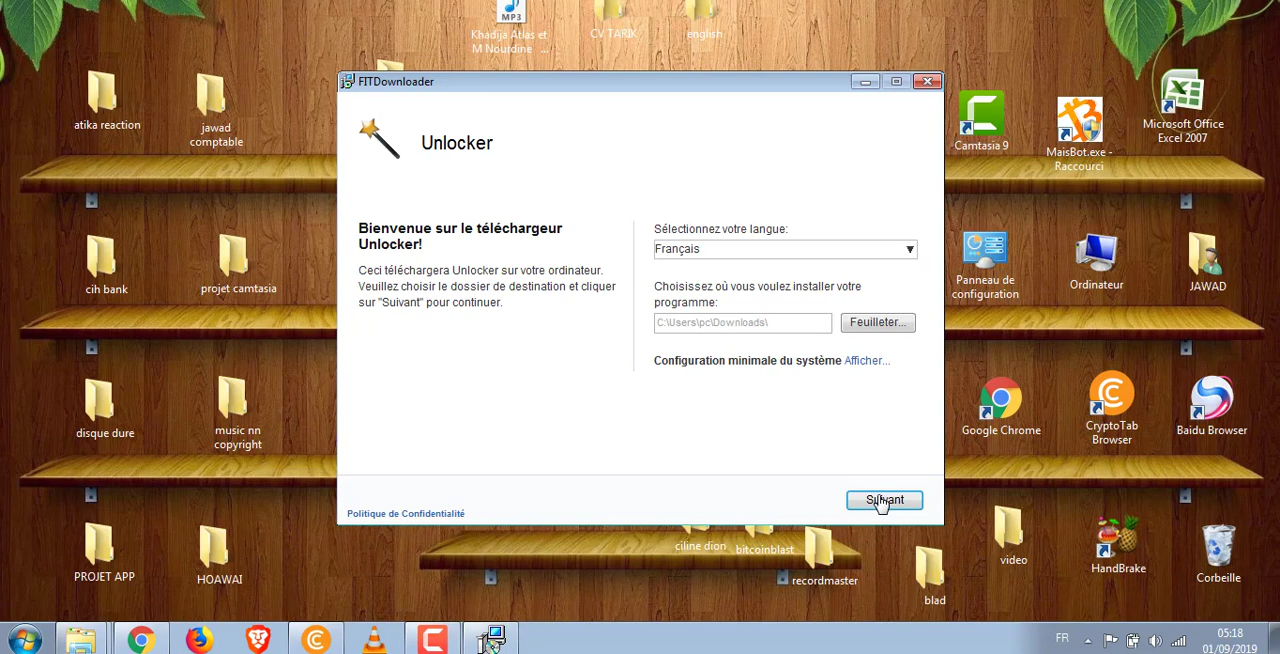 MP3
Khadija Atlas et
M Nourdine ...
CV TARIK
english
atika reaction
jawad
comptable
FITDownloader
Camtasia 9
MaisBot.exe -
Raccourci
Microsoft Office
Excel 2007
Unlocker
Bienvenue sur le téléchargeur
Unlocker!
Ceci téléchargera Unlocker sur votre ordinateur.
Veuillez choisir le dossier de destination et cliquer
sur "Suivant" pour continuer.
Sélectionnez votre langue:
Français
Choisissez où vous voulez installer votre
programme:
C:\Users\pc\Downloads\
Feuilleter...
Configuration minimale du système Afficher...
Politique de Confidentialité
Suivant
cih bank
projet camtasia
Panneau de
configuration
Ordinateur
JAWAD
disque dure
music nn
copyright
Google Chrome
CryptoTab
Browser
Baidu Browser
PROJET APP
HOAWAI
ciline dion
bitcoinblast
recordmaster
blad
video
HandBrake
Corbeille
FR
05:18
01/09/2019